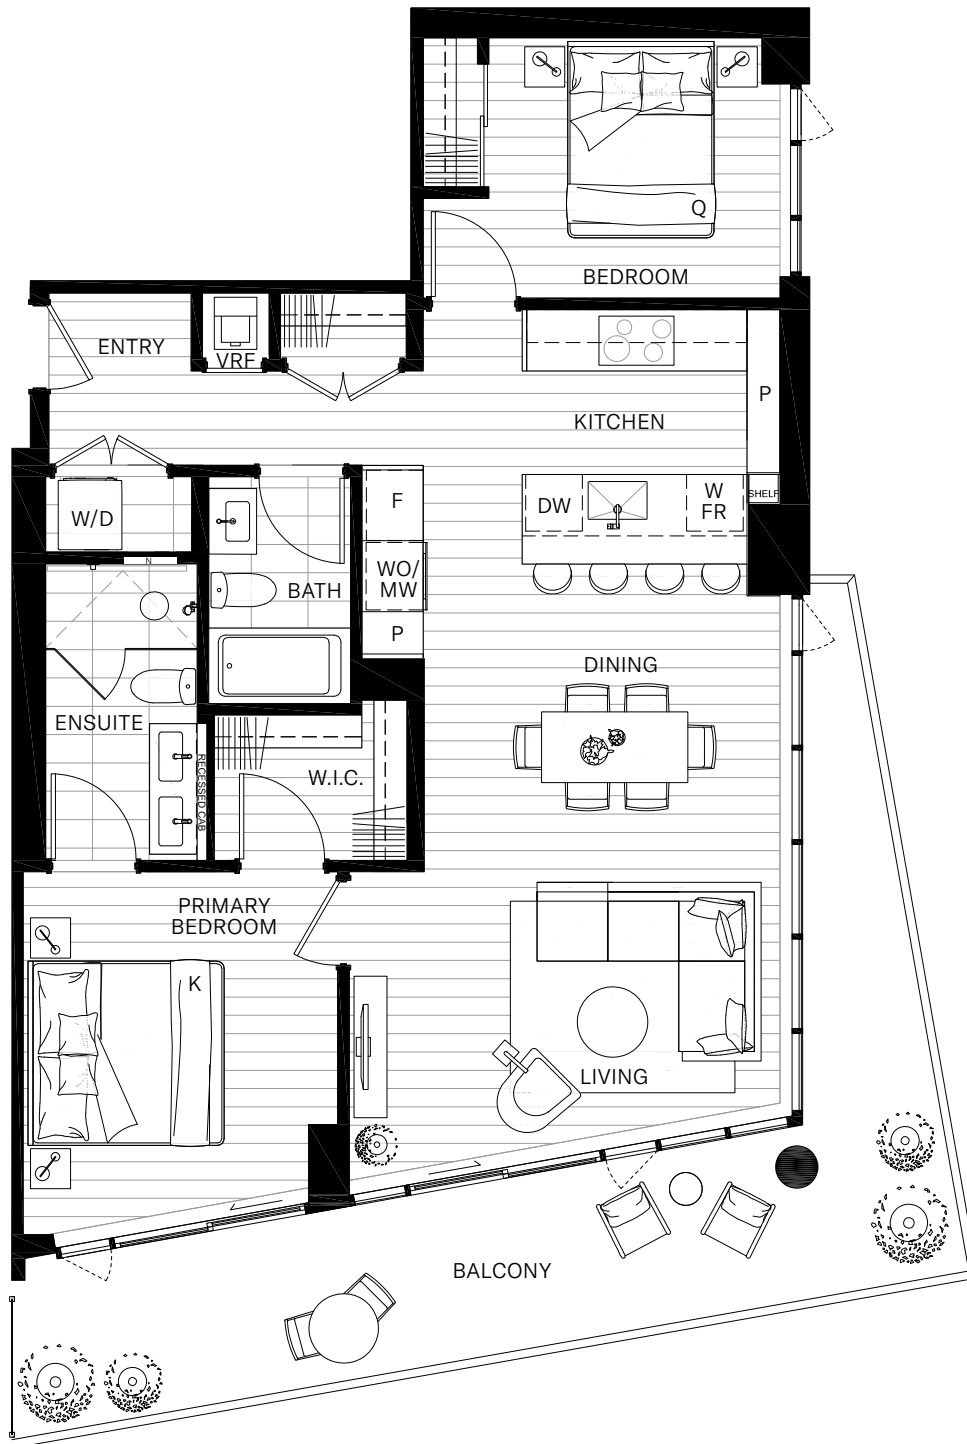 Q
BEDROOM
ENTRY
VRF
KITCHEN
P
W/D
F
DW
W
FR
SHELF
WO/
MW
BATH
P
N
DINING
ENSUITE
RECESSED CAB
W.I.C.
PRIMARY
BEDROOM
K
LIVING
BALCONY